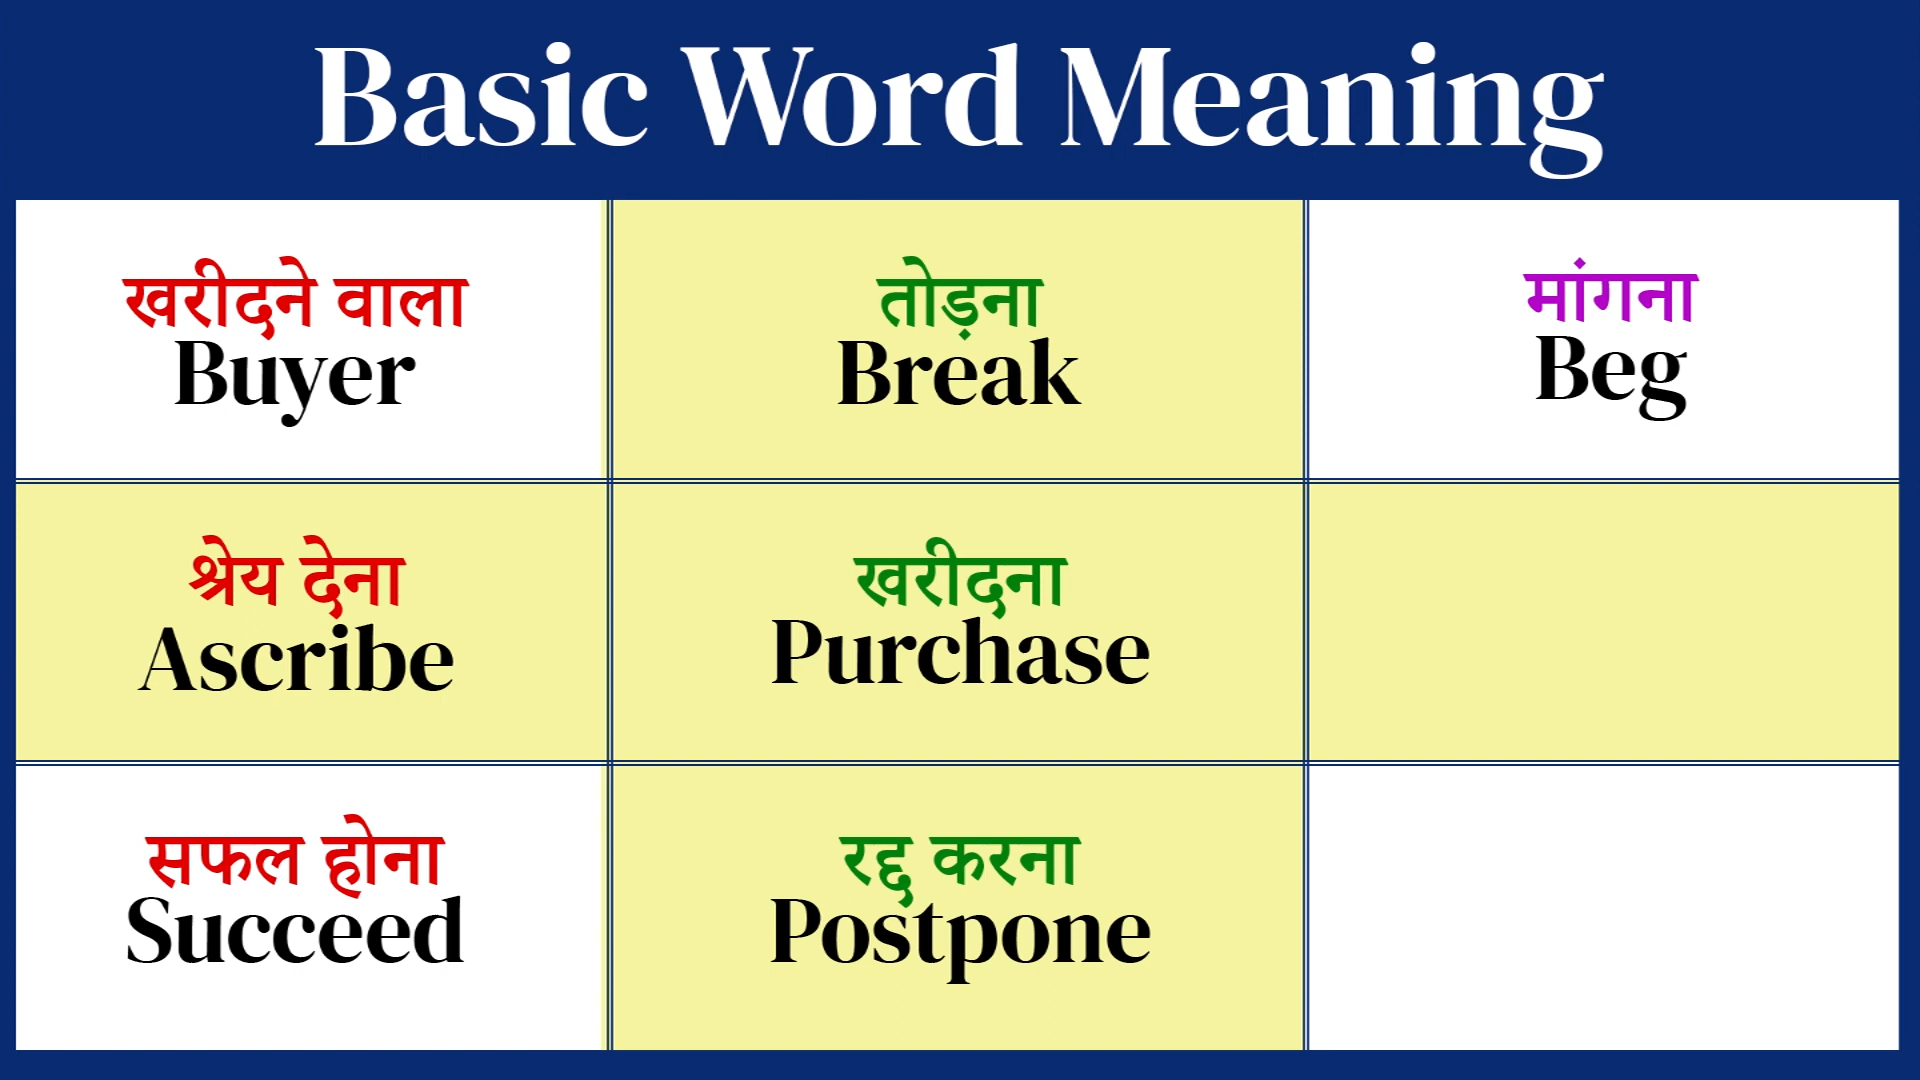 Basic Word Meaning
खरीदने वाला
Buyer
तोड़ना
Break
मांगना
Beg
श्रेय देना
Ascribe
खरीदना
Purchase
सफल होना
Succeed
रद्द करना
Postpone